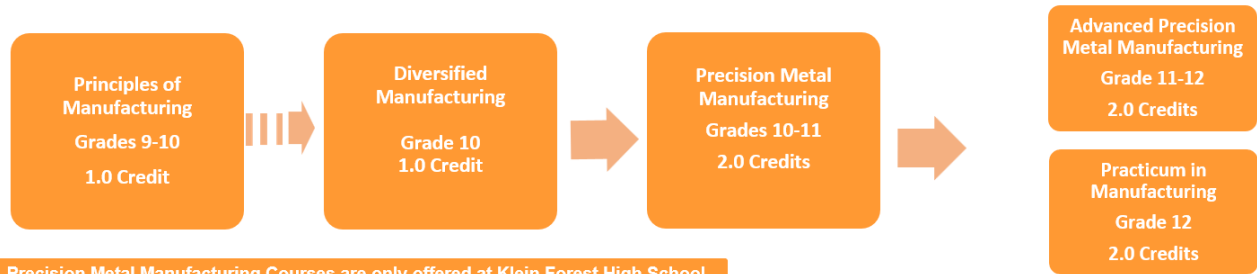 Principles of
Manufacturing
Grades 9-10
1.0 Credit
Diversified
Manufacturing
Grade 10
1.0 Credit
Precision Metal
Manufacturing
Grades 10-11
2.0 Credits
Advanced Precision
Metal Manufacturing
Grade 11-12
2.0 Credits
Practicum in
Manufacturing
Grade 12
2.0 Credits
Precision Metal Manufacturing Courses are only offered at Klein Forest High School